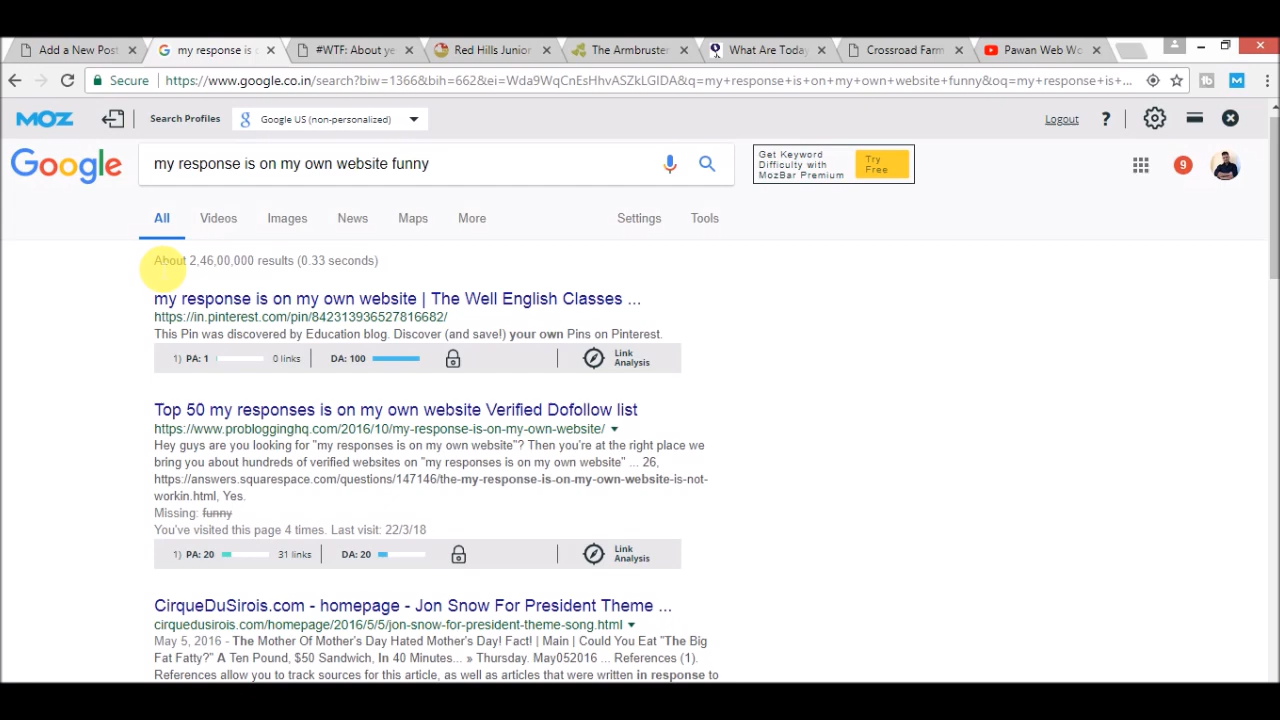 Add a New Post
my response is
#WTF: About ye
Red Hills Junior
The Armbruster
What Are Today
Crossroad Farm
Pawan Web Wo
Secure
https://www.google.co.in/search?biw=1366&bih=662&ei=Wda9WqCnEsHhvASZkLGIDA&q=my+response+is+on+my+own+website+funny&oq=my+response+is+...
MOZ
Search Profiles
Google US (non-personalized)
Logout
?
Google
my response is on my own website funny
Get Keyword
Difficulty with
MozBar Premium
Try
Free
9
All
Videos
Images
News
Maps
More
Settings
Tools
About 2,46,00,000 results (0.33 seconds)
my response is on my own website | The Well English Classes ...
https://in.pinterest.com/pin/842313936527816682/
This Pin was discovered by Education blog. Discover (and save!) your own Pins on Pinterest.
1) PA: 1 0 links DA: 100 Link
Analysis
Top 50 my responses is on my own website Verified Dofollow list
https://www.problogginghq.com/2016/10/my-response-is-on-my-own-website/
Hey guys are you looking for "my responses is on my own website"? Then you're at the right place we
bring you about hundreds of verified websites on "my responses is on my own website" ... 26,
https://answers.squarespace.com/questions/147146/the-my-response-is-on-my-own-website-is-not-
workin.html, Yes.
Missing: funny
You've visited this page 4 times. Last visit: 22/3/18
1) PA: 20 31 links DA: 20 Link
Analysis
CirqueDuSirois.com - homepage - Jon Snow For President Theme ...
cirquedusirois.com/homepage/2016/5/5/jon-snow-for-president-theme-song.html
May 5, 2016 - The Mother Of Mother's Day Hated Mother's Day! Fact! | Main | Could You Eat "The Big
Fat Fatty?" A Ten Pound, $50 Sandwich, In 40 Minutes... » Thursday. May052016 ... References (1).
References allow you to track sources for this article, as well as articles that were written in response to